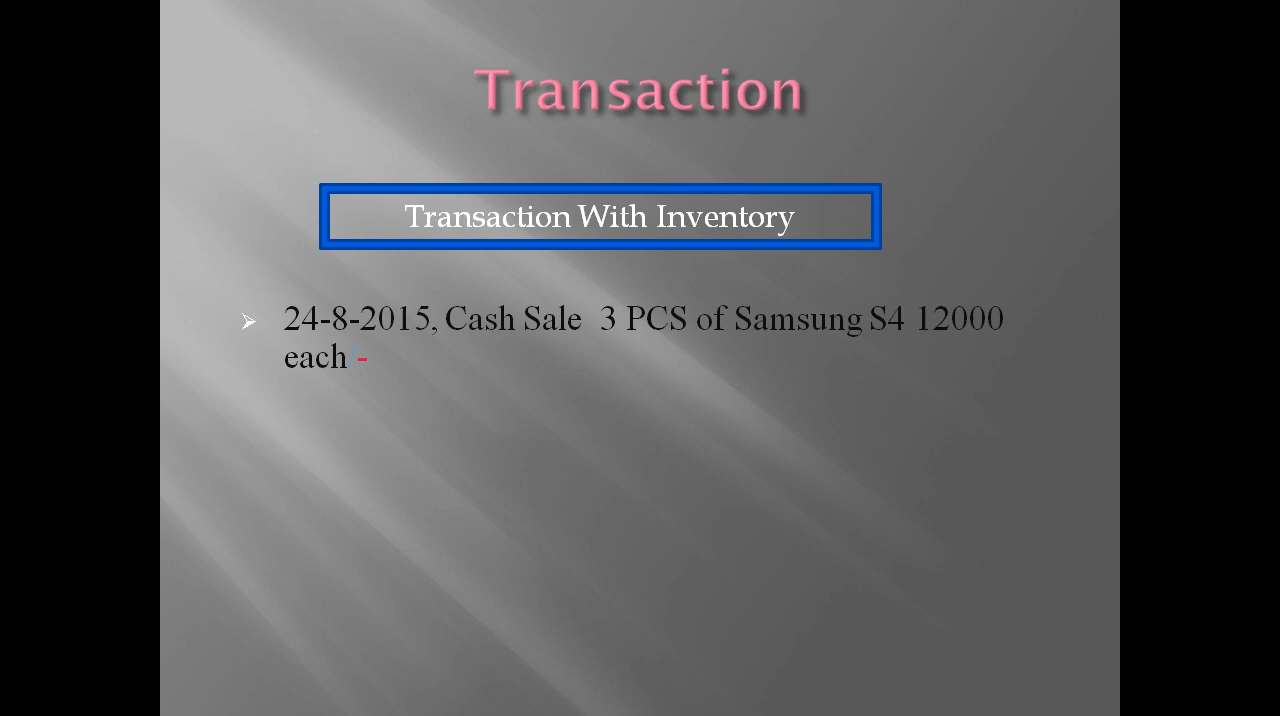 Transaction
Transaction With Inventory
24-8-2015, Cash Sale  3 PCS of Samsung S4 12000
each/-